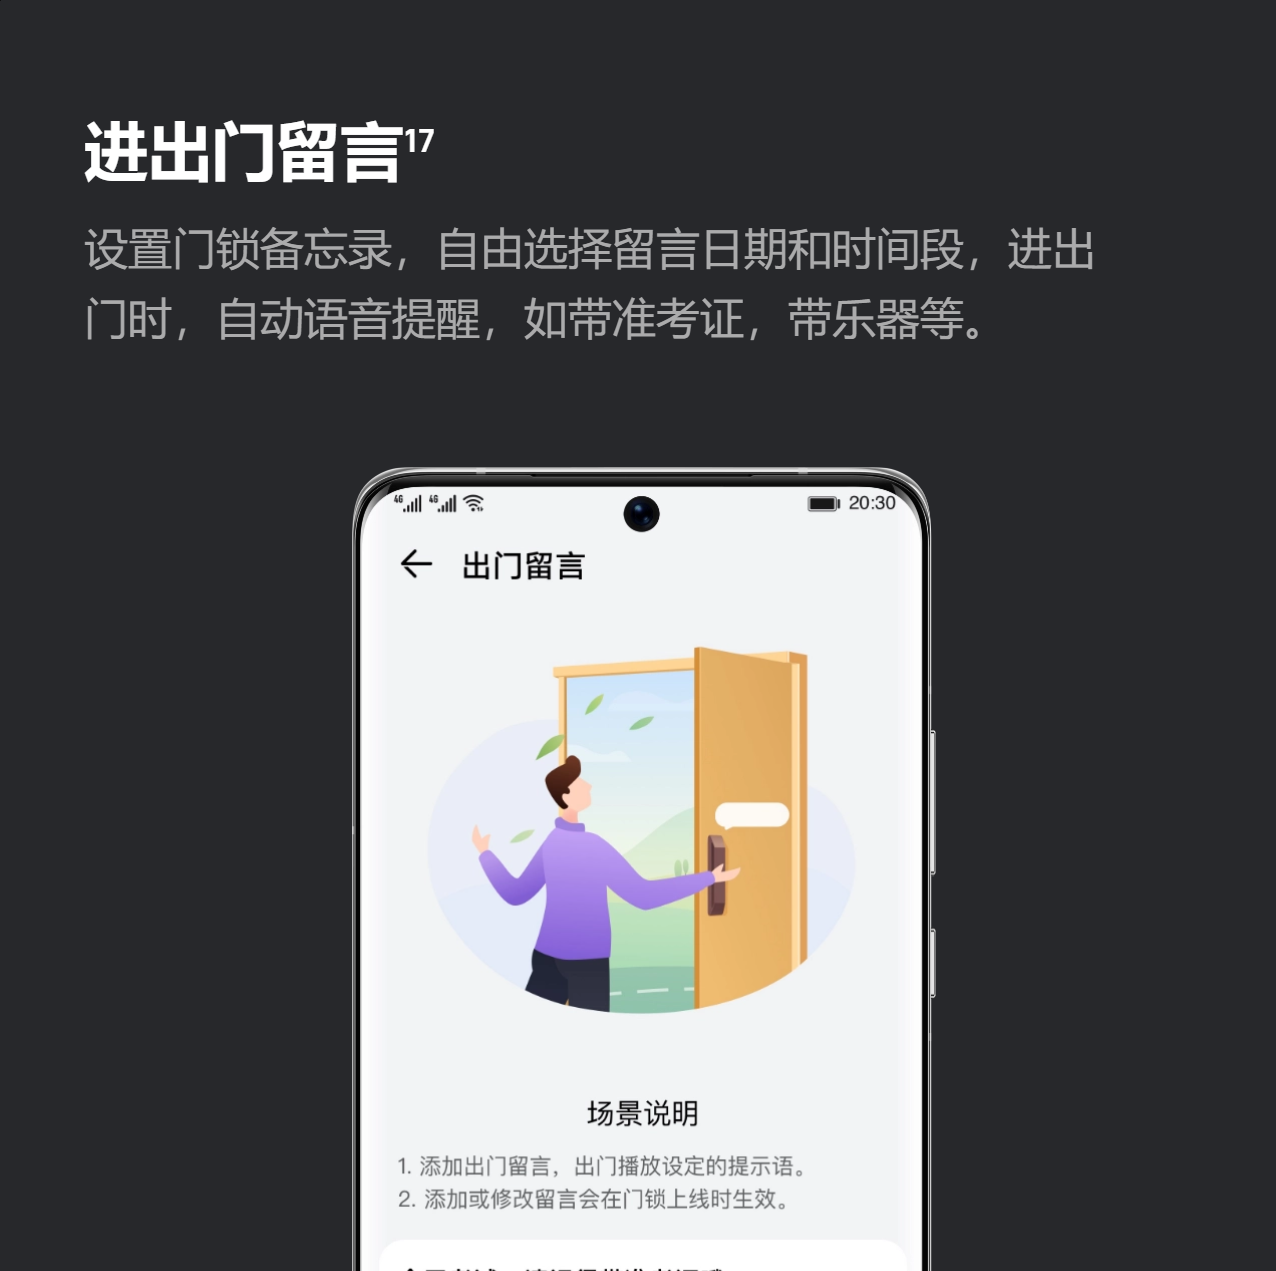 进出门留言17
设置门锁备忘录，自由选择留言日期和时间段，进出
门时，自动语音提醒，如带准考证，带乐器等。
4G 4G 20:30
出门留言
场景说明
1. 添加出门留言，出门播放设定的提示语。
2. 添加或修改留言会在门锁上线时生效。